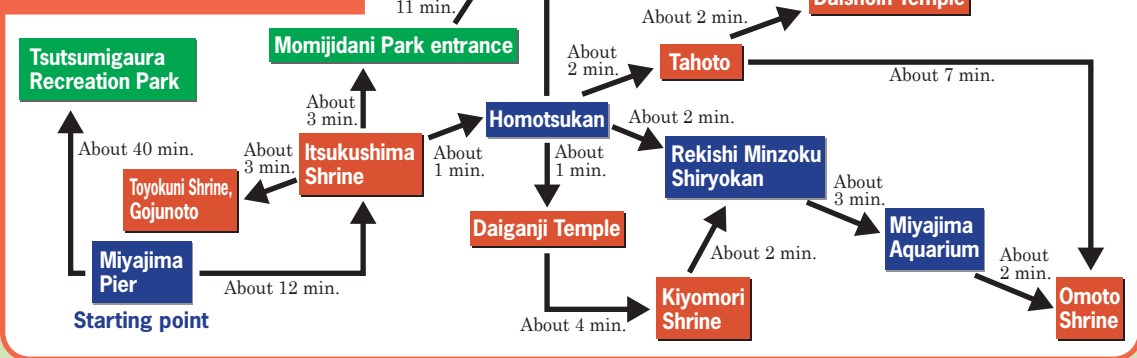 11 min.
About 2 min.
Daishoin Temple
Momijidani Park entrance
Tsutsumigaura
Recreation Park
About
2 min.
Tahoto
About 7 min.
About
3 min.
Homotsukan
About 2 min.
About 40 min.
About
3 min.
Itsukushima
Shrine
About
1 min.
About
1 min.
Rekishi Minzoku
Shiryokan
Toyokuni Shrine,
Gojunoto
About
3 min.
Daiganji Temple
Miyajima
Aquarium
Miyajima
Pier
About 2 min.
About
2 min.
About 12 min.
Kiyomori
Shrine
Omoto
Shrine
Starting point
About 4 min.